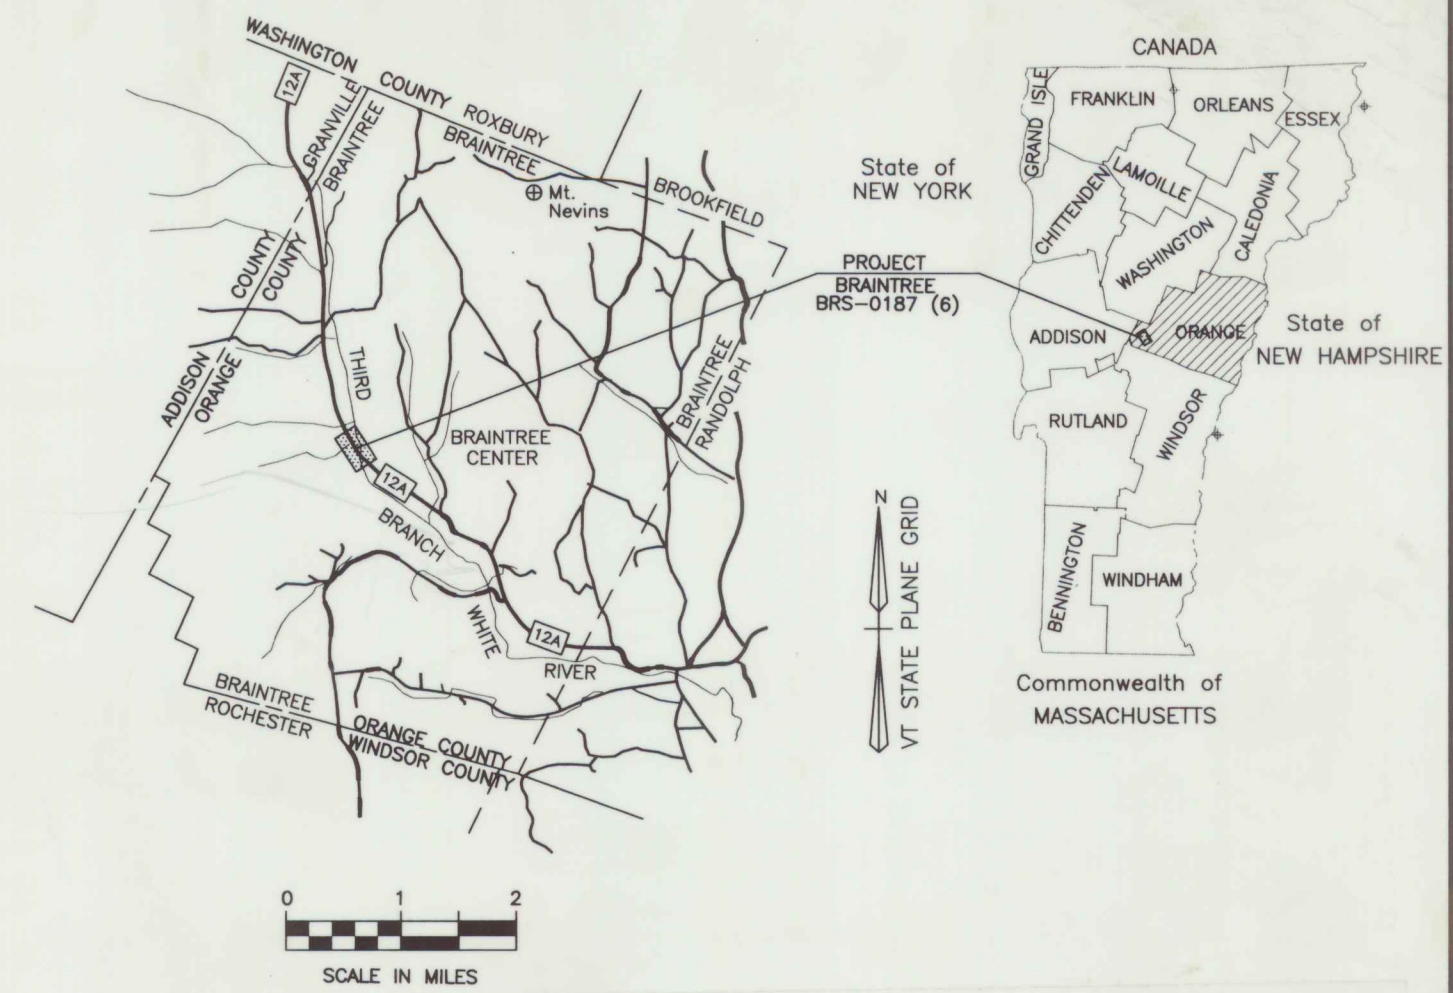 WASHINGTON COUNTY
12A
GRANVILLE
BRAINTREE
ROXBURY
BRAINTREE
Mt.
Nevins
BROOKFIELD
COUNTY
COUNTY
ADDISON
ORANGE
THIRD
BRAINTREE
CENTER
BRAINTREE
RANDOLPH
12A
BRANCH
WHITE
12A
RIVER
BRAINTREE
ROCHESTER
ORANGE COUNTY
WINDSOR COUNTY
0 1 2
SCALE IN MILES
PROJECT
BRAINTREE
BRS-0187 (6)
N
VT STATE PLANE GRID
CANADA
State of
NEW YORK
GRAND ISLE
FRANKLIN
ORLEANS
ESSEX
LAMOILLE
CHITTENDEN
CALEDONIA
WASHINGTON
ADDISON
ORANGE
State of
NEW HAMPSHIRE
RUTLAND
WINDSOR
BENNINGTON
WINDHAM
Commonwealth of
MASSACHUSETTS